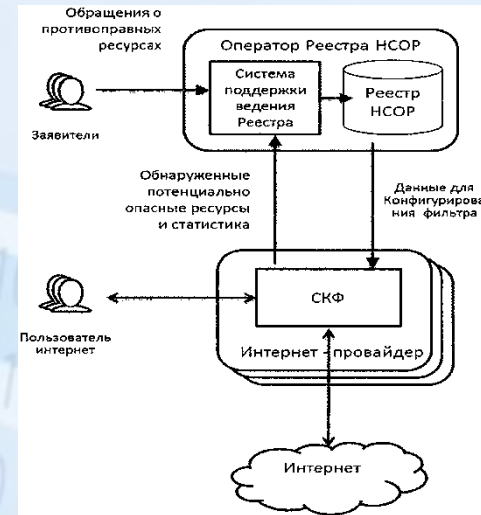 Обращения о
противоправных
ресурсах
Оператор Реестра НСОР
Система
поддержки
ведения
Реестра
Реестр
НСОР
Заявители
Обнаруженные
потенциально
опасные ресурсы
и статистика
Данные для
Конфигурирова
ния фильтра
СКФ
Пользователь
интернет
Интернет - провайдер
Интернет